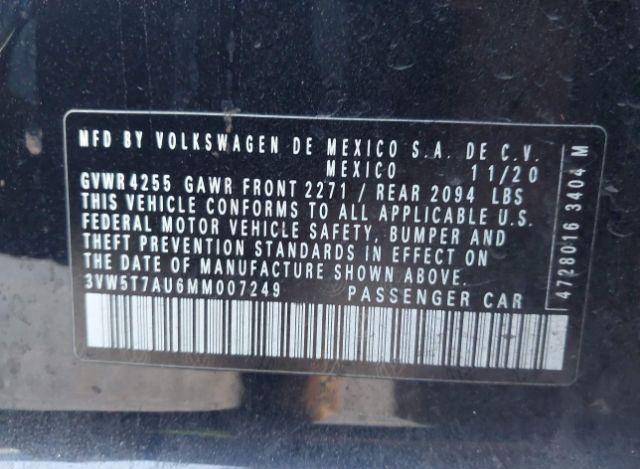 MFD BY VOLKSWAGEN DE MEXICO S.A. DE C.V.
MEXICO 11/20
GVWR 4255 GAWR FRONT 2271 / REAR 2094 LBS
THIS VEHICLE CONFORMS TO ALL APPLICABLE U.S.
FEDERAL MOTOR VEHICLE SAFETY, BUMPER AND
THEFT PREVENTION STANDARDS IN EFFECT ON
THE DATE OF MANUFACTURE SHOWN ABOVE.
3VW5T7AU6MM007249 PASSENGER CAR
4728016 3404 M